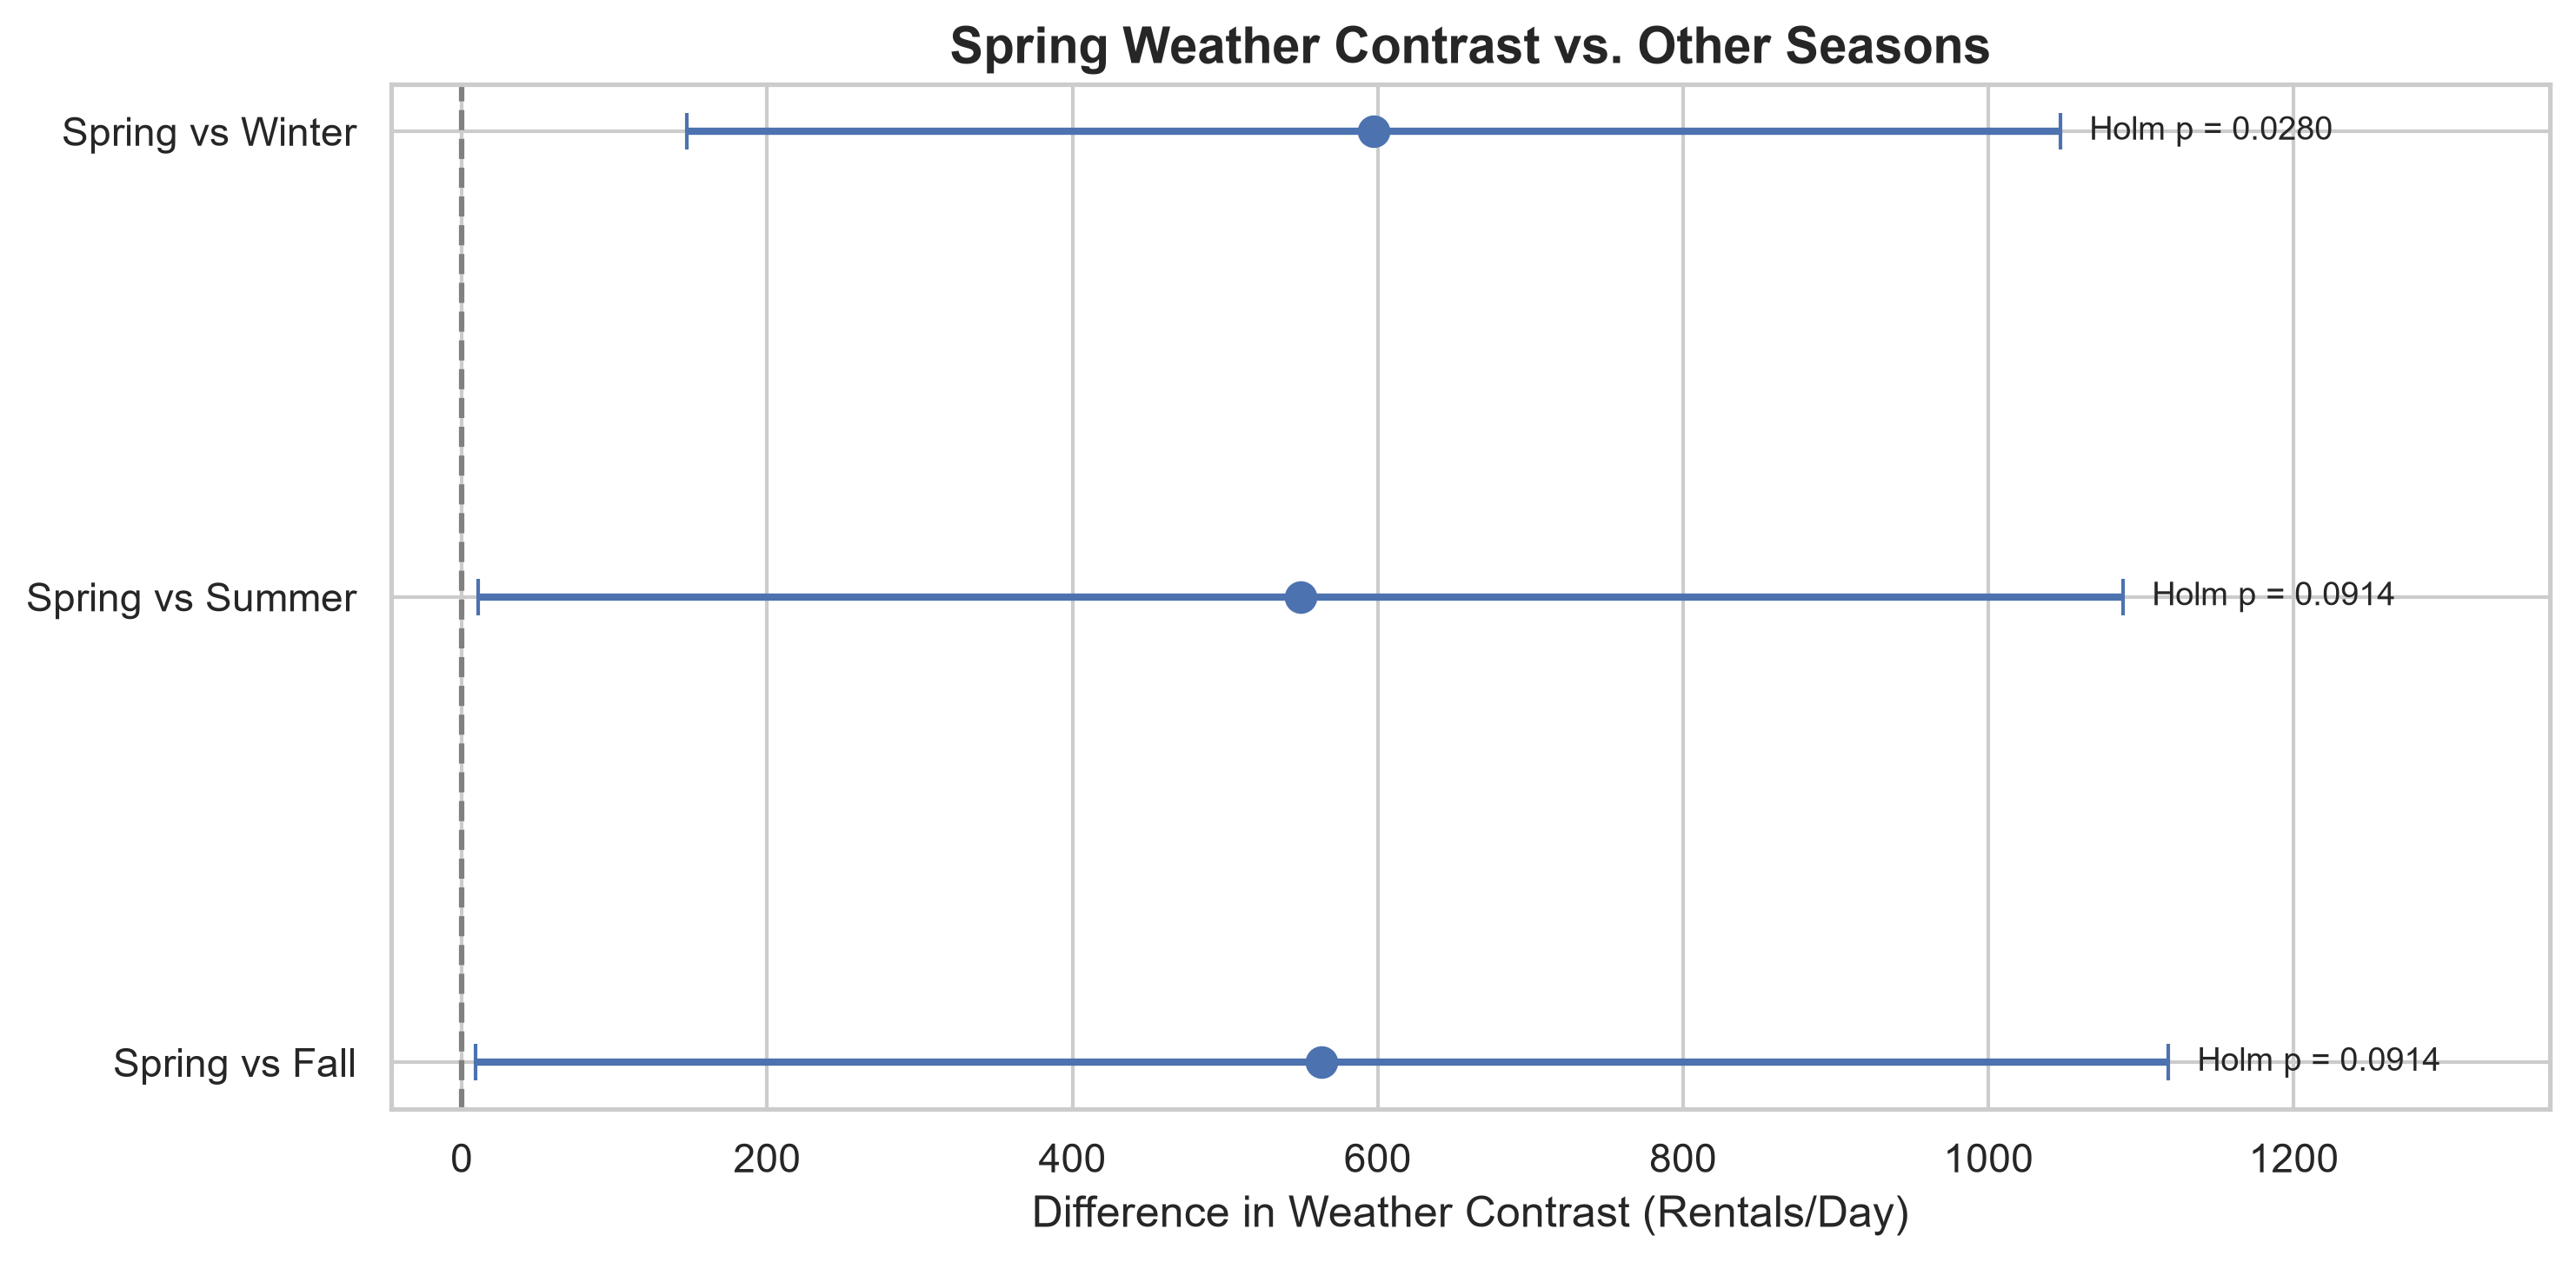 Spring Weather Contrast vs. Other Seasons
Spring vs Winter
Holm p = 0.0280
Spring vs Summer
Holm p = 0.0914
Spring vs Fall
Holm p = 0.0914
0 200 400 600 800 1000 1200
Difference in Weather Contrast (Rentals/Day)